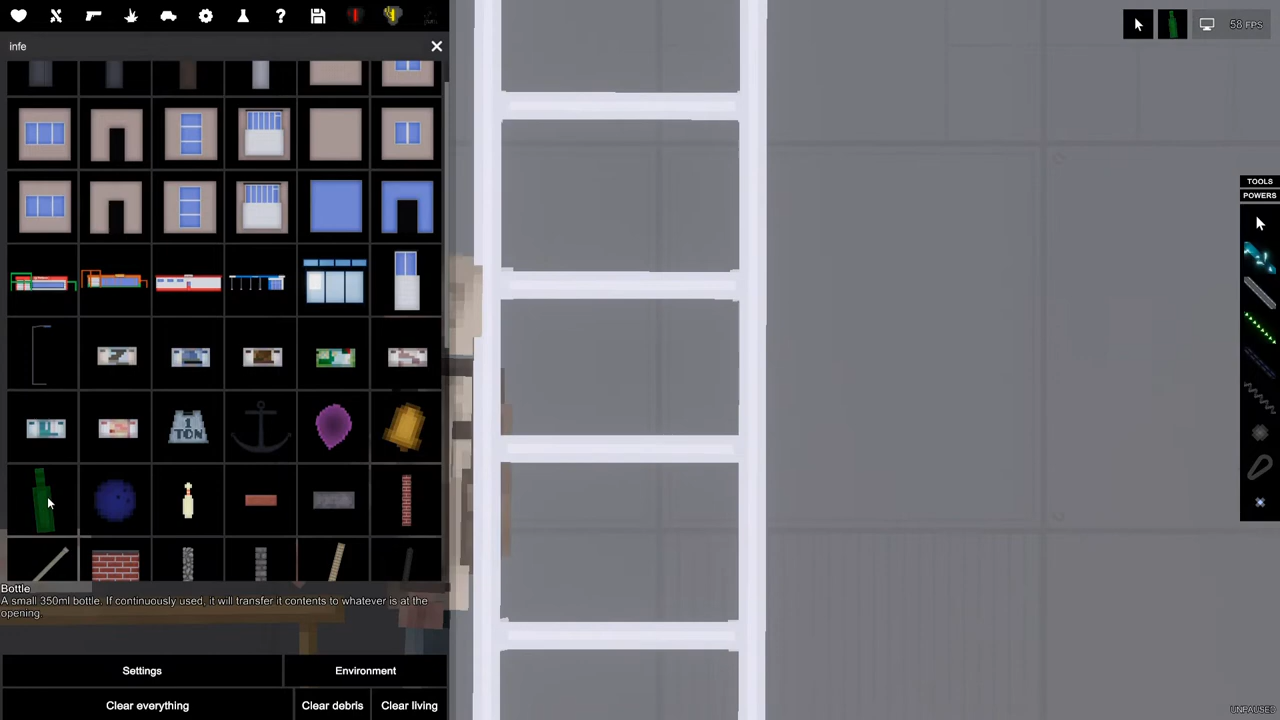 58 FPS
infe
TOOLS
POWERS
1
TON
Bottle
A small 350ml bottle. If continuously used, it will transfer it contents to whatever is at the
opening.
Settings
Environment
Clear everything
Clear debris
Clear living
UNPAUSED